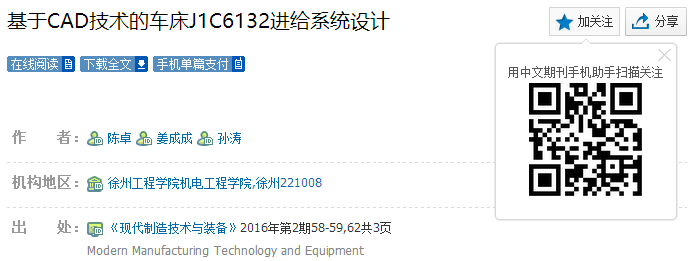 基于CAD技术的车床J1C6132进给系统设计
加关注
分享
在线阅读 下载全文 手机单篇支付
用中文期刊手机助手扫描关注
作 者： 陈卓 姜成成 孙涛
机构地区： 徐州工程学院机电工程学院,徐州221008
出 处： 《现代制造技术与装备》2016年第2期58-59,62共3页
Modern Manufacturing Technology and Equipment